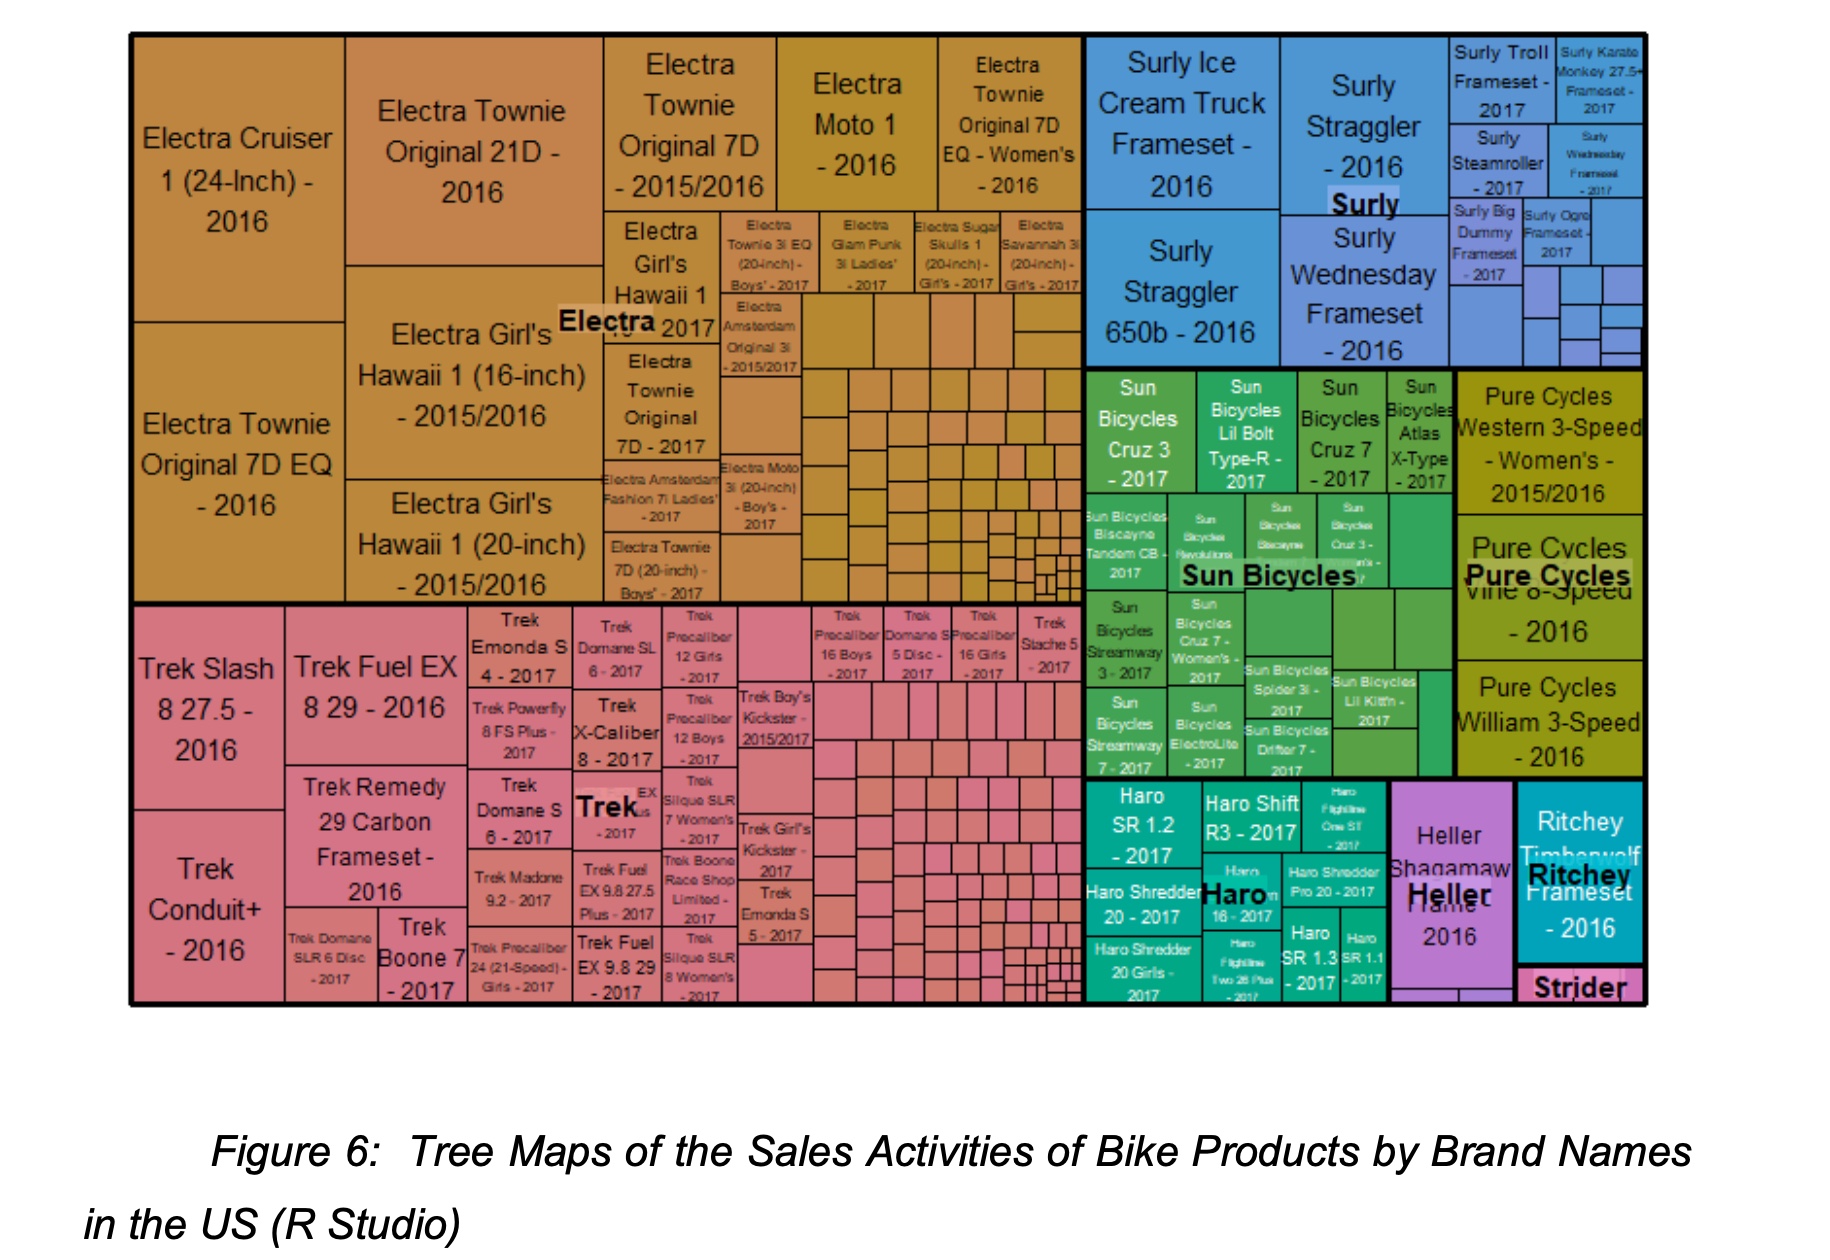 Electra Cruiser
1 (24-Inch) -
2016
Electra Townie
Original 21D -
2016
Electra
Townie
Original 7D
- 2015/2016
Electra
Moto 1
- 2016
Electra
Townie
Original 7D
EQ - Women's
- 2016
Electra Townie
Original 7D EQ
- 2016
Electra Girl's
Hawaii 1 (16-inch)
- 2015/2016
Electra Girl's
Hawaii 1 (20-inch)
- 2015/2016
Electra
Girl's
Hawaii 1
2017
Electra
Electra
Townie
Original
7D - 2017
Electra Amsterdam
Fashion 7i Ladies'
- 2017
Electra Townie
7D (20-inch) -
Boys' - 2017
Electra
Townie 3i EQ
(20-inch) -
Boys' - 2017
Electra
Glam Punk
3i Ladies'
- 2017
Electra Sugar
Skulls 1
(20-inch) -
Girl's - 2017
Electra
Savannah 3i
(20-inch) -
Girl's - 2017
Electra
Amsterdam
Original 3i
- 2015/2017
Electra Moto
3i (20-inch)
- Boy's -
2017
Surly Ice
Cream Truck
Frameset -
2016
Surly
Straggler
- 2016
Surly
Surly
Straggler
650b - 2016
Surly
Wednesday
Frameset
- 2016
Surly Troll
Frameset -
2017
Surly Karate
Monkey 27.5+
Frameset -
2017
Surly
Steamroller
- 2017
Surly
Wednesday
Frameset
- 2017
Surly Big
Dummy
Frameset
- 2017
Surly Ogre
Frameset -
2017
Sun
Bicycles
Cruz 3
- 2017
Sun
Bicycles
Lil Bolt
Type-R -
2017
Sun
Bicycles
Cruz 7
- 2017
Sun
Bicycles
Atlas
X-Type
- 2017
Sun Bicycles
Biscayne
Tandem CB -
2017
Sun
Bicycles
Revolutions
Sun
Bicycles
Biscayne
Sun
Bicycles
Cruz 3 -
Sun Bicycles
Sun
Bicycles
Streamway
3 - 2017
Sun
Bicycles
Cruz 7 -
Women's -
2017
Sun
Bicycles
Streamway
7 - 2017
Sun
Bicycles
ElectroLite
- 2017
Sun Bicycles
Spider 3i -
2017
Sun Bicycles
Drifter 7 -
2017
Sun Bicycles
Lil Kitt'n -
2017
Pure Cycles
Western 3-Speed
- Women's -
2015/2016
Pure Cycles
Pure Cycles
Vine 8-Speed
- 2016
Pure Cycles
William 3-Speed
- 2016
Trek Slash
8 27.5 -
2016
Trek
Conduit+
- 2016
Trek Fuel EX
8 29 - 2016
Trek Remedy
29 Carbon
Frameset -
2016
Trek Domane
SLR 6 Disc
- 2017
Trek
Boone 7
- 2017
Trek
Emonda S
4 - 2017
Trek Powerfly
8 FS Plus -
2017
Trek
Domane S
6 - 2017
Trek Madone
9.2 - 2017
Trek Precaliber
24 (21-Speed) -
Girls - 2017
Trek
Domane SL
6 - 2017
Trek
X-Caliber
8 - 2017
EX
Trek
- 2017
Trek Fuel
EX 9.8 27.5
Plus - 2017
Trek Fuel
EX 9.8 29
- 2017
Trek
Precaliber
12 Girls
- 2017
Trek
Precaliber
12 Boys
- 2017
Trek
Silque SLR
7 Women's
- 2017
Trek Boone
Race Shop
Limited -
2017
Trek
Silque SLR
8 Women's
- 2017
Trek Boy's
Kickster -
2015/2017
Trek Girl's
Kickster -
2017
Trek
Emonda S
5 - 2017
Trek
Precaliber
16 Boys
- 2017
Trek
Domane S
5 Disc -
2017
Trek
Precaliber
16 Girls
- 2017
Trek
Stache 5
- 2017
Haro
SR 1.2
- 2017
Haro Shift
R3 - 2017
Haro
Flightline
One ST
- 2017
Haro Shredder
20 - 2017
Haro
Haro
16 - 2017
Haro Shredder
Pro 20 - 2017
Haro Shredder
20 Girls -
2017
Haro
Flightline
Two 26 Plus
- 2017
Haro
SR 1.3
- 2017
Haro
SR 1.1
- 2017
Heller
Shagamaw
Heller
Frame -
2016
Ritchey
Timberwolf
Ritchey
Frameset
- 2016
Strider
Figure 6: Tree Maps of the Sales Activities of Bike Products by Brand Names
in the US (R Studio)